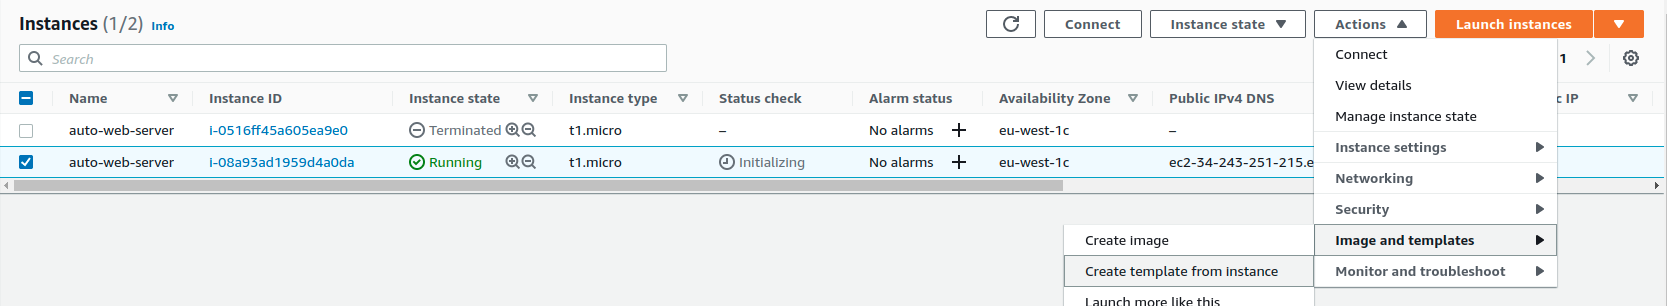 Instances (1/2) Info
Connect Instance state Actions Launch instances
Search
1
Name Instance ID Instance state Instance type Status check Alarm status Availability Zone Public IPv4 DNS c IP
auto-web-server i-0516ff45a605ea9e0 Terminated t1.micro – No alarms + eu-west-1c –
auto-web-server i-08a93ad1959d4a0da Running t1.micro Initializing No alarms + eu-west-1c ec2-34-243-251-215.e
Connect
View details
Manage instance state
Instance settings
Networking
Security
Image and templates
Monitor and troubleshoot
Create image
Create template from instance
Launch more like this